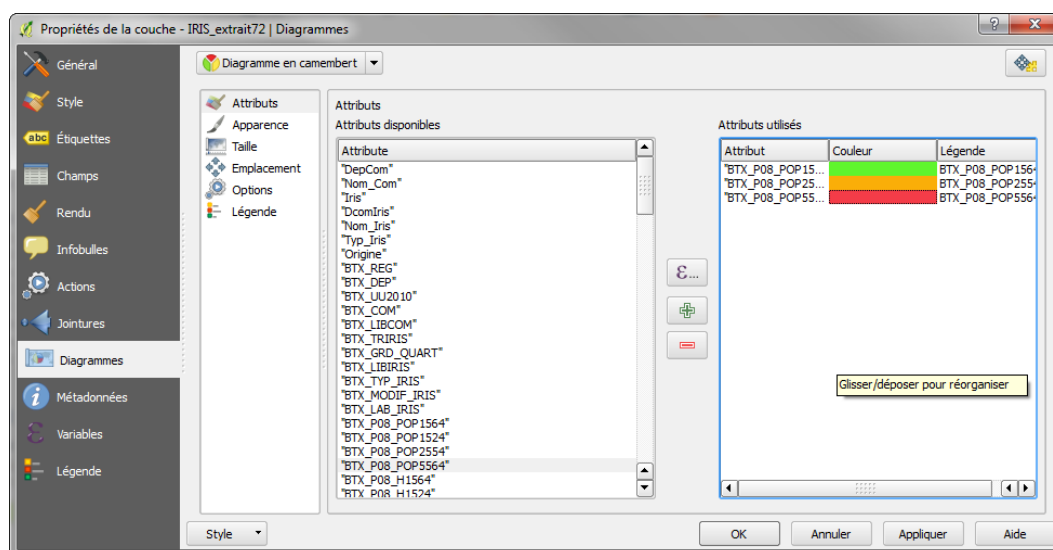 Propriétés de la couche - IRIS_extrait72 | Diagrammes
Général
Style
abc Étiquettes
Champs
Rendu
Infobulles
Actions
Jointures
Diagrammes
Métadonnées
Variables
Légende
Diagramme en camembert
Attributs
Apparence
Taille
Emplacement
Options
Légende
Attributs
Attributs disponibles
Attribute
"DepCom"
"Nom_Com"
"Iris"
"DcomIris"
"Nom_Iris"
"Typ_Iris"
"Origine"
"BTX_REG"
"BTX_DEP"
"BTX_UU2010"
"BTX_COM"
"BTX_LIBCOM"
"BTX_TRIRIS"
"BTX_GRD_QUART"
"BTX_LIBIRIS"
"BTX_TYP_IRIS"
"BTX_MODIF_IRIS"
"BTX_LAB_IRIS"
"BTX_P08_POP1564"
"BTX_P08_POP1524"
"BTX_P08_POP2554"
"BTX_P08_POP5564"
"BTX_P08_H1564"
"BTX_P08_H1524"
ε...
Attributs utilisés
Attribut Couleur Légende
"BTX_P08_POP15... BTX_P08_POP156
"BTX_P08_POP25... BTX_P08_POP255
"BTX_P08_POP55... BTX_P08_POP556
Glisser/déposer pour réorganiser
Style
OK
Annuler
Appliquer
Aide